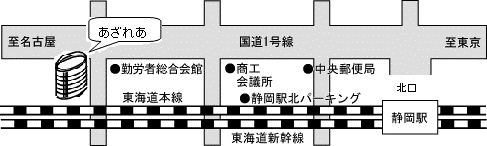 あざれあ
至名古屋
国道1号線
至東京
●勤労者総合会館
●商工
会議所
●中央郵便局
北口
東海道本線
●静岡駅北パーキング
静岡駅
東海道新幹線